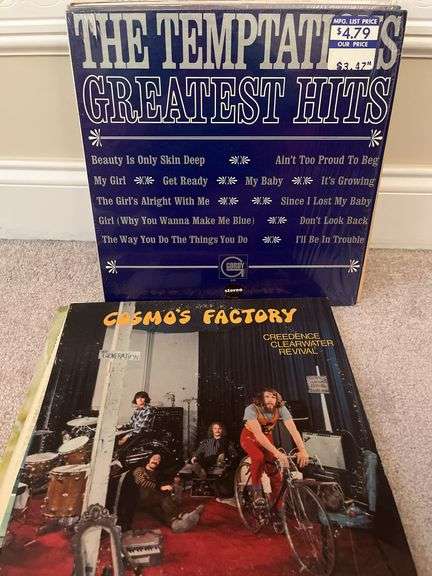 THE TEMPTATI S
MFG. LIST PRICE
$4.79
OUR PRICE
$3.47
GREATEST HITS
Beauty Is Only Skin Deep Ain't Too Proud To Beg
My Girl Get Ready My Baby It's Growing
The Girl's Alright With Me Since I Lost My Baby
Girl (Why You Wanna Make Me Blue) Don't Look Back
The Way You Do The Things You Do I'll Be In Trouble
GORDY
stereo
COSMO'S FACTORY
CREEDENCE
CLEARWATER
REVIVAL
GENERATION